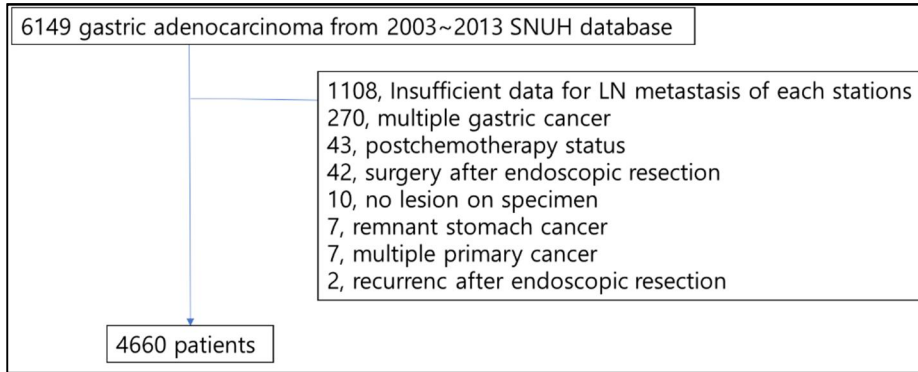 6149 gastric adenocarcinoma from 2003~2013 SNUH database
1108, Insufficient data for LN metastasis of each stations
270, multiple gastric cancer
43, postchemotherapy status
42, surgery after endoscopic resection
10, no lesion on specimen
7, remnant stomach cancer
7, multiple primary cancer
2, recurrenc after endoscopic resection
4660 patients